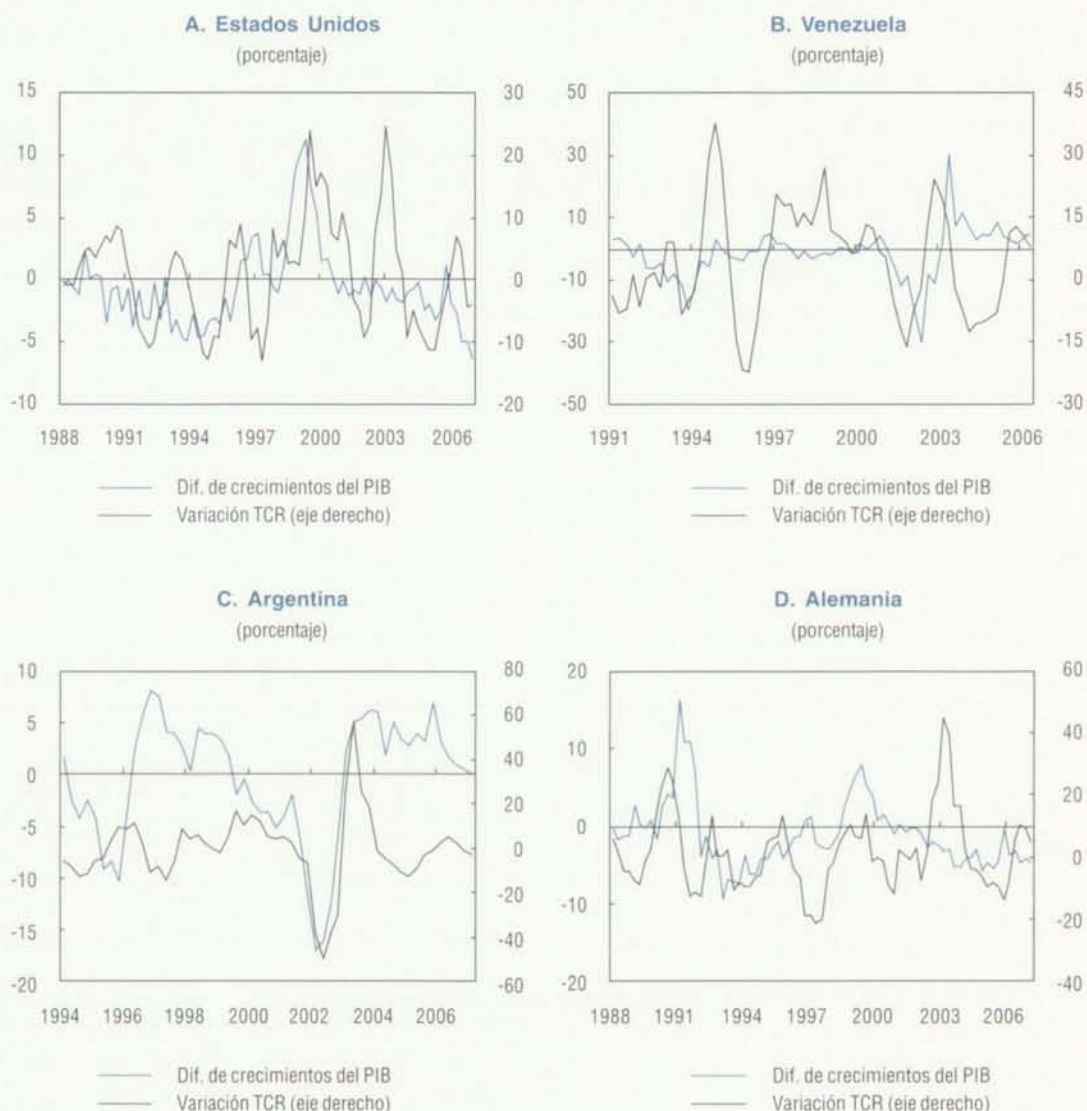 A. Estados Unidos
(porcentaje)
15
10
5
0
-5
-10
30
20
10
0
-10
-20
1988 1991 1994 1997 2000 2003 2006
Dif. de crecimientos del PIB
Variación TCR (eje derecho)
B. Venezuela
(porcentaje)
50
30
10
-10
-30
-50
45
30
15
0
-15
-30
1991 1994 1997 2000 2003 2006
Dif. de crecimientos del PIB
Variación TCR (eje derecho)
C. Argentina
(porcentaje)
10
5
0
-5
-10
-15
-20
80
60
40
20
0
-20
-40
-60
1994 1996 1998 2000 2002 2004 2006
Dif. de crecimientos del PIB
Variación TCR (eje derecho)
D. Alemania
(porcentaje)
20
10
0
-10
-20
60
50
40
30
20
10
0
-10
-20
-30
-40
1988 1991 1994 1997 2000 2003 2006
Dif. de crecimientos del PIB
Variación TCR (eje derecho)